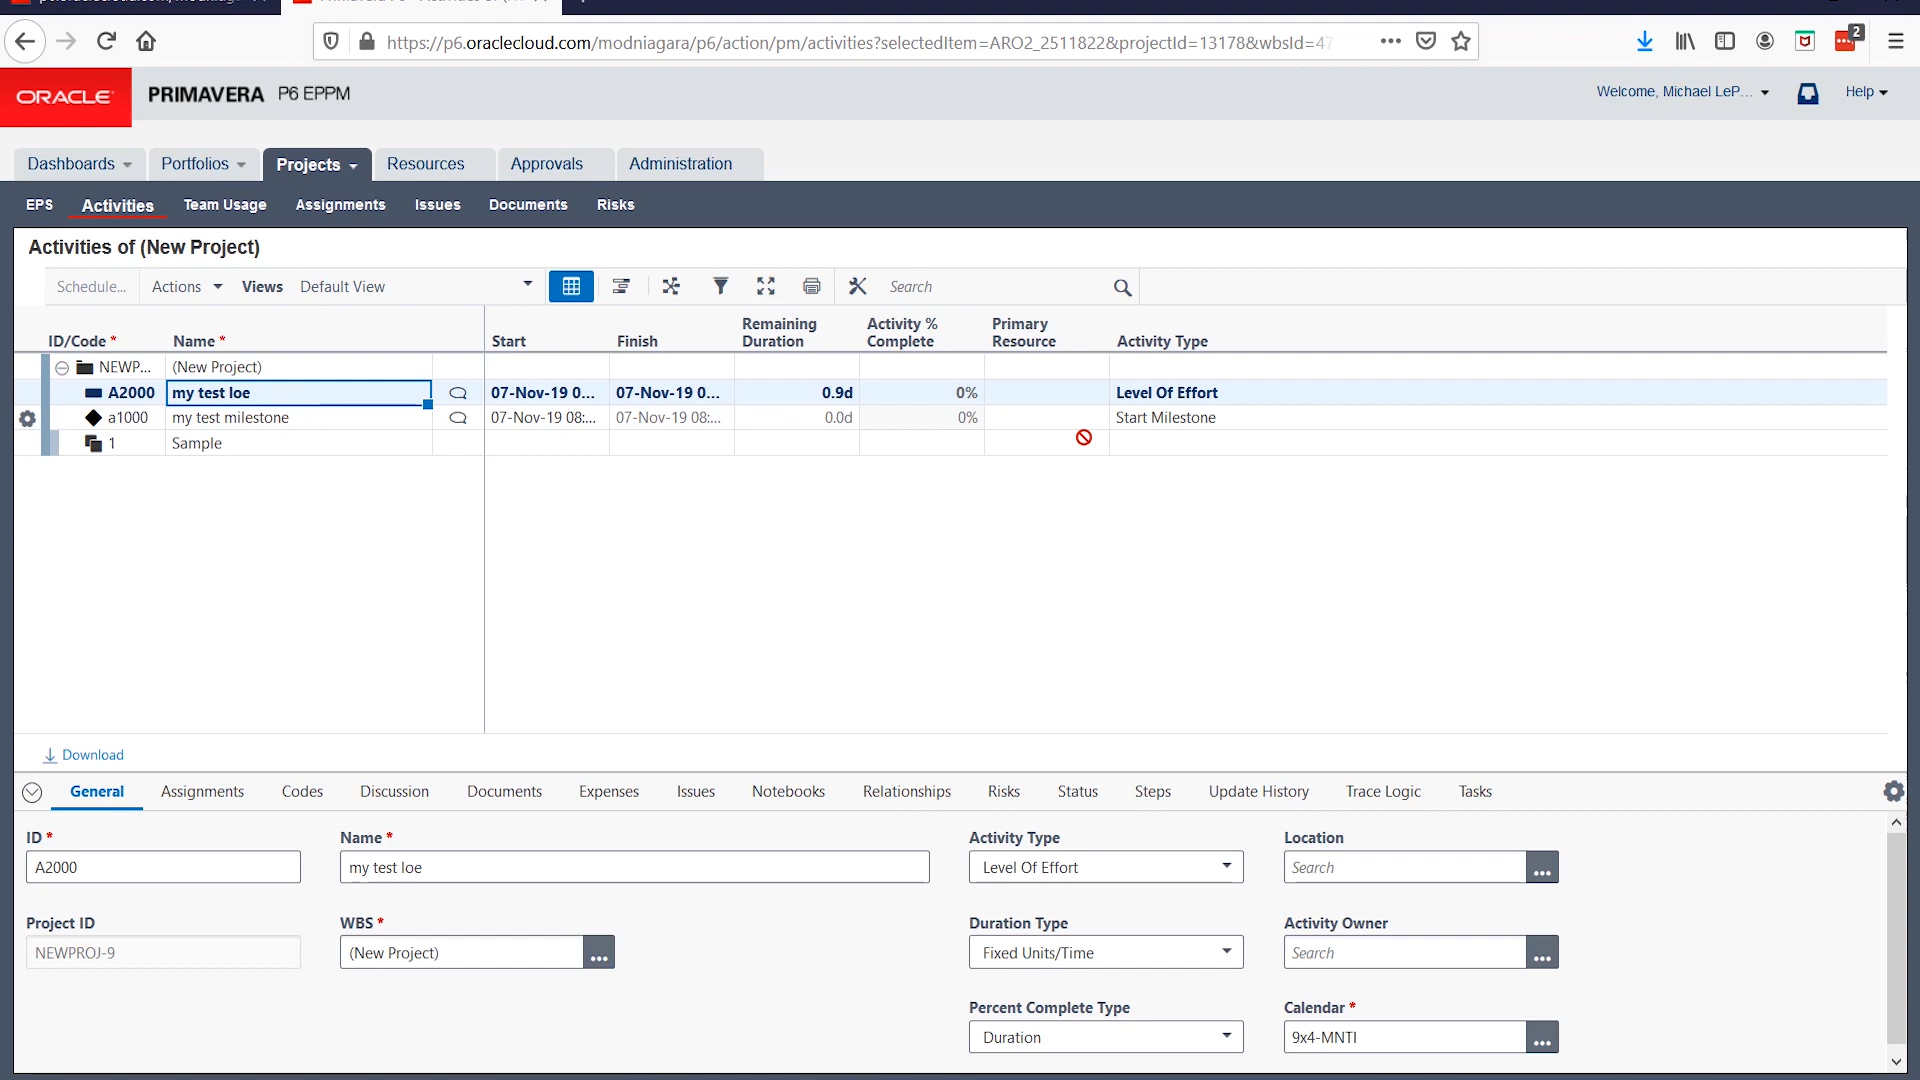 https://p6.oraclecloud.com/modniagara/p6/action/pm/activities?selectedItem=ARO2_2511822&projectId=13178&wbsId=47
2
ORACLE
PRIMAVERA P6 EPPM
Welcome, Michael LeP... Help
Dashboards Portfolios Projects Resources Approvals Administration
EPS Activities Team Usage Assignments Issues Documents Risks
Activities of (New Project)
Schedule... Actions Views Default View Search
ID/Code * Name * Start Finish Remaining Duration Activity % Complete Primary Resource Activity Type
NEWP... (New Project)
A2000 my test loe 07-Nov-19 0... 07-Nov-19 0... 0.9d 0% Level Of Effort
a1000 my test milestone 07-Nov-19 08:... 07-Nov-19 08:... 0.0d 0% Start Milestone
1 Sample
Download
General Assignments Codes Discussion Documents Expenses Issues Notebooks Relationships Risks Status Steps Update History Trace Logic Tasks
ID * Name * Activity Type Location
A2000 my test loe Level Of Effort Search ...
Project ID WBS * Duration Type Activity Owner
NEWPROJ-9 (New Project) ... Fixed Units/Time Search ...
Percent Complete Type Calendar *
Duration 9x4-MNTI ...